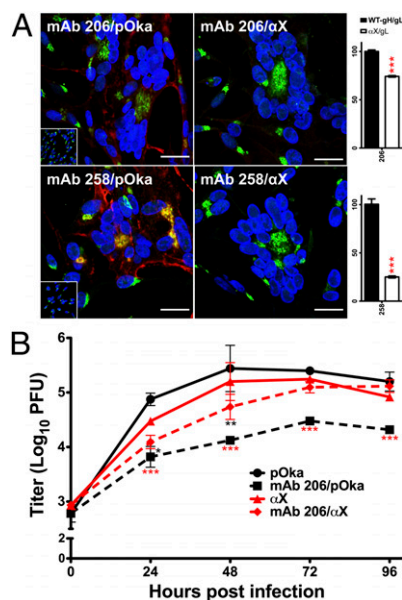 A
mAb 206/pOka
mAb 206/αX
WT-gH/gL
αX/gL
100
50
0
***
206
mAb 258/pOka
mAb 258/αX
100
50
0
***
258
B
Titer (Log10 PFU)
6
5
4
3
2
0
*
***
**
***
***
***
pOka
mAb 206/pOka
αX
mAb 206/αX
0 24 48 72 96
Hours post infection